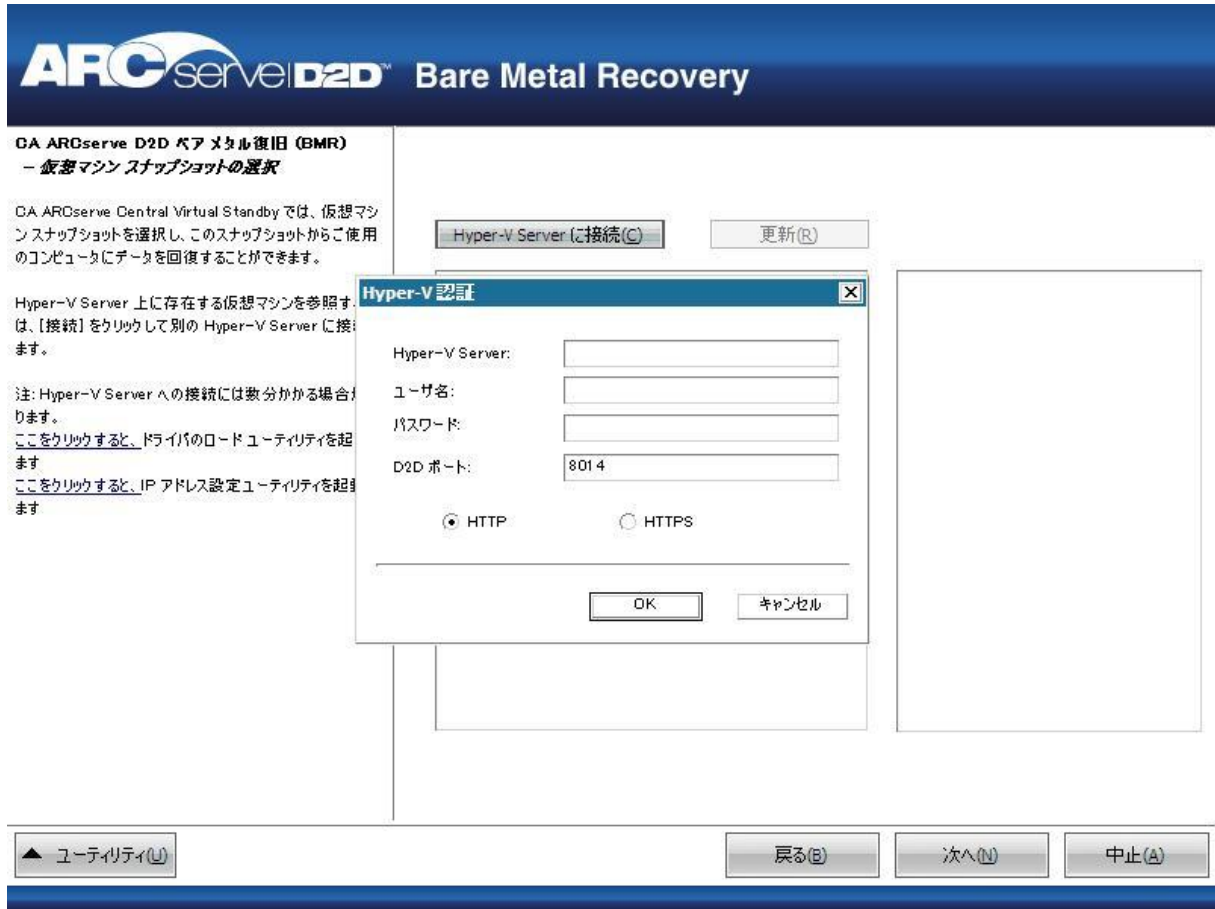 ARCserve D2D™ Bare Metal Recovery
CA ARCserve D2D ベア メタル復旧 (BMR)
- 仮想マシン スナップショットの選択
CA ARCserve Central Virtual Standby では、仮想マシ
ン スナップショットを選択し、このスナップショットからご使用
のコンピュータにデータを回復することができます。
Hyper-V Server 上に存在する仮想マシンを参照す
は、[接続] をクリックして別の Hyper-V Server に接
ます。
注: Hyper-V Server への接続には数分かかる場合
ります。
ここをクリックすると、ドライバのロード ユーティリティを起
ます
ここをクリックすると、IP アドレス設定ユーティリティを起
ます
Hyper-V Server に接続(C)
更新(R)
Hyper-V 認証
Hyper-V Server:
ユーザ名:
パスワード:
D2D ポート:
8014
HTTP
HTTPS
OK
キャンセル
ユーティリティ(U)
戻る(B)
次へ(N)
中止(A)